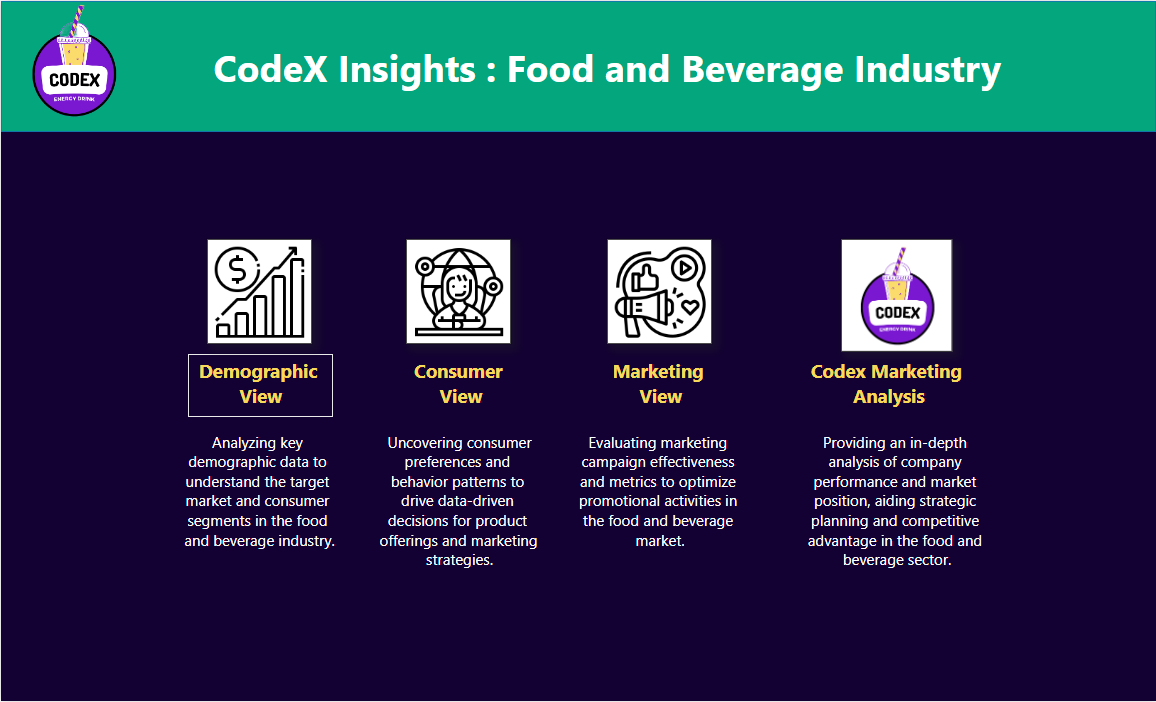 CODEX
ENERGY DRINK
CodeX Insights : Food and Beverage Industry
$
CODEX
ENERGY DRINK
Demographic
View
Consumer
View
Marketing
View
Codex Marketing
Analysis
Analyzing key
demographic data to
understand the target
market and consumer
segments in the food
and beverage industry.
Uncovering consumer
preferences and
behavior patterns to
drive data-driven
decisions for product
offerings and marketing
strategies.
Evaluating marketing
campaign effectiveness
and metrics to optimize
promotional activities in
the food and beverage
market.
Providing an in-depth
analysis of company
performance and market
position, aiding strategic
planning and competitive
advantage in the food and
beverage sector.